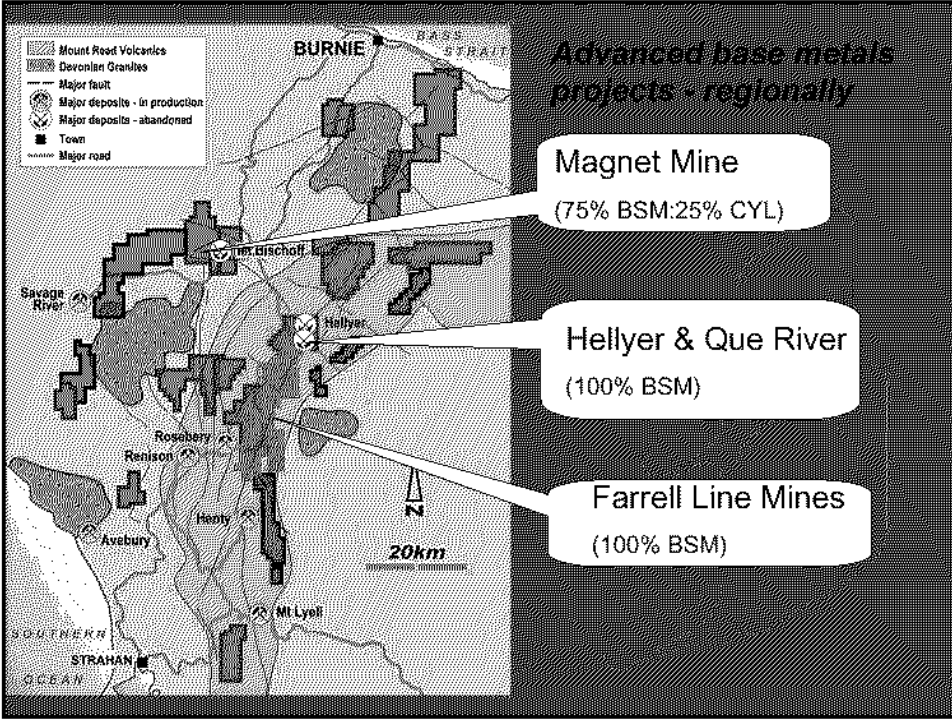 Advanced base metals
projects - regionally
Mount Read Volcanics
Devonian Granites
Major fault
Major deposits - in production
Major deposits - abandoned
Town
Major road
BURNIE
BASS
STRAIT
Magnet Mine
(75% BSM:25% CYL)
Mt.Bischoff
Savage
River
Hellyer
Hellyer & Que River
(100% BSM)
Rosebery
Renison
Farrell Line Mines
(100% BSM)
Henty
N
Avebury
20km
Mt Lyell
SOUTHERN
STRAHAN
OCEAN